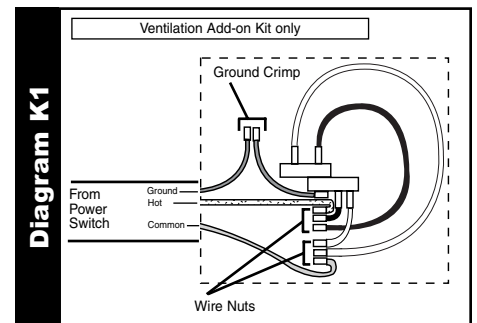 Diagram K1
Ventilation Add-on Kit only
Ground Crimp
From
Power
Switch
Ground
Hot
Common
Wire Nuts